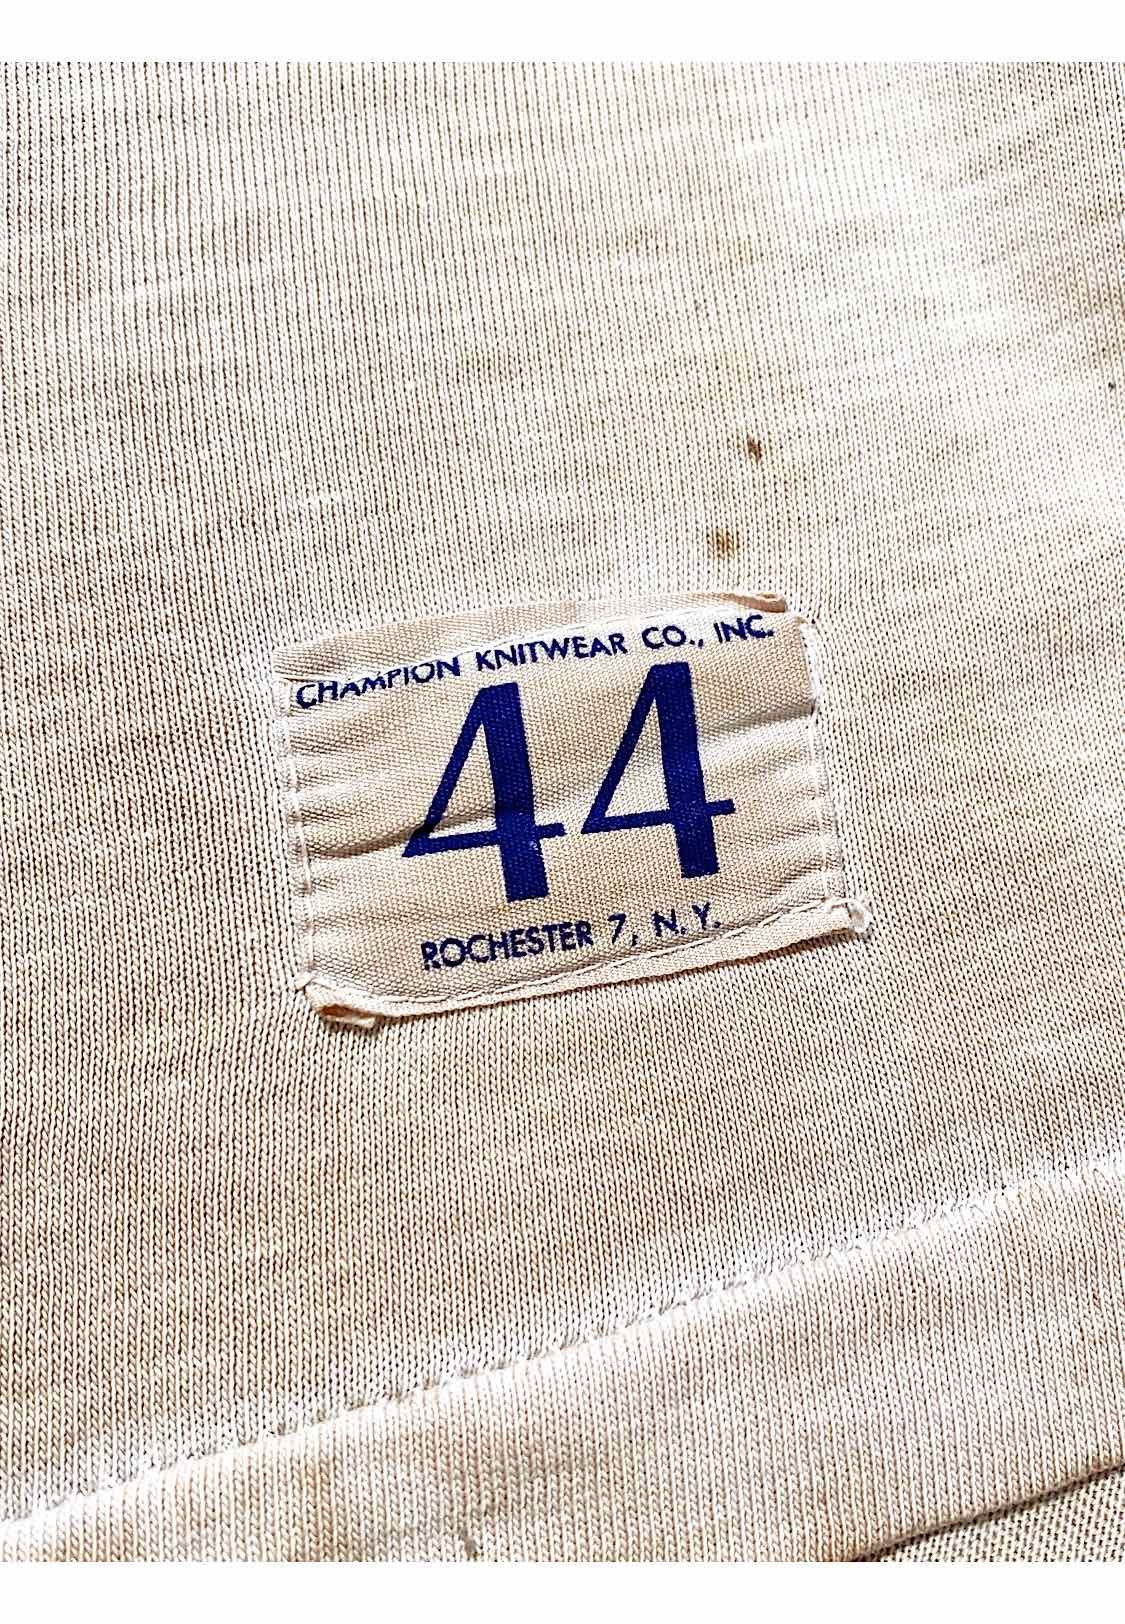 CHAMPION KNITWEAR CO., INC.
44
ROCHESTER 7, N. Y.